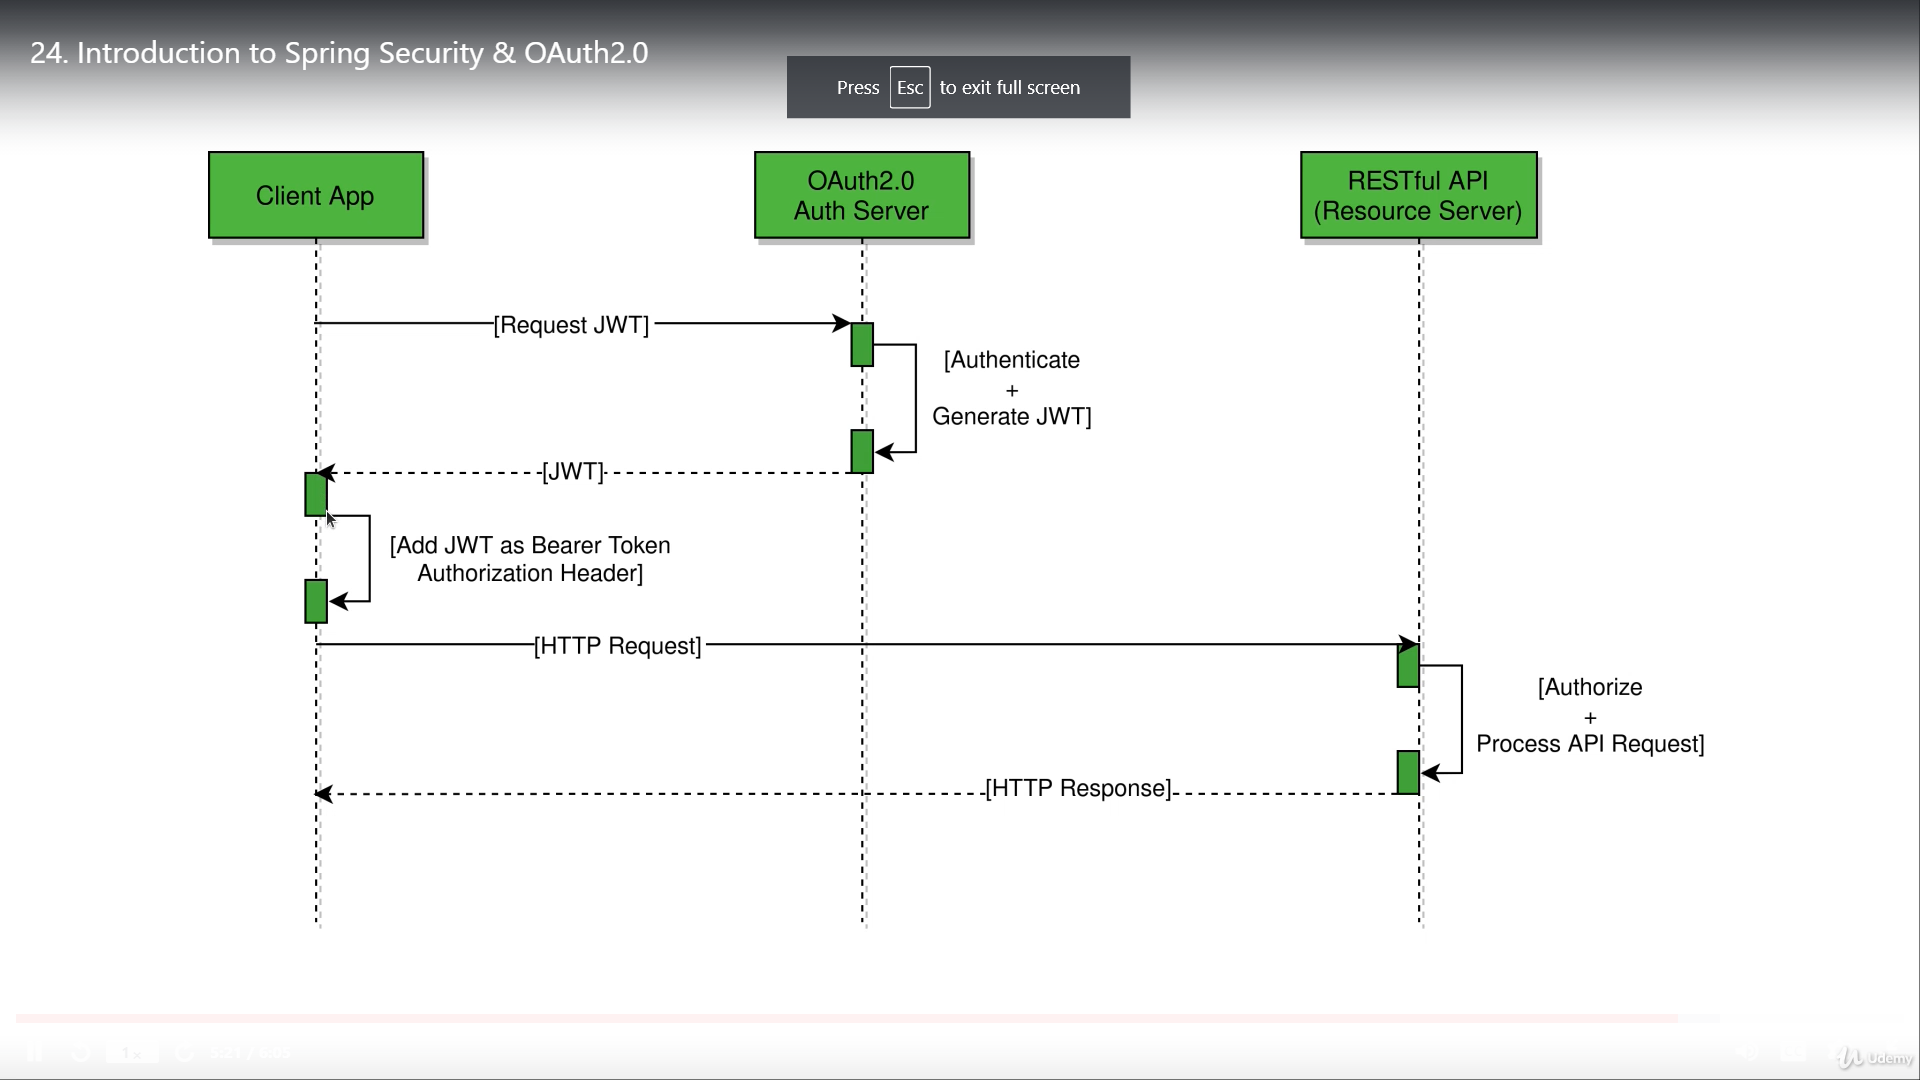 24. Introduction to Spring Security & OAuth2.0
Press Esc to exit full screen
Client App
OAuth2.0
Auth Server
RESTful API
(Resource Server)
[Request JWT]
[Authenticate
+
Generate JWT]
[JWT]
[Add JWT as Bearer Token
Authorization Header]
[HTTP Request]
[Authorize
+
Process API Request]
[HTTP Response]
1x
Udemy